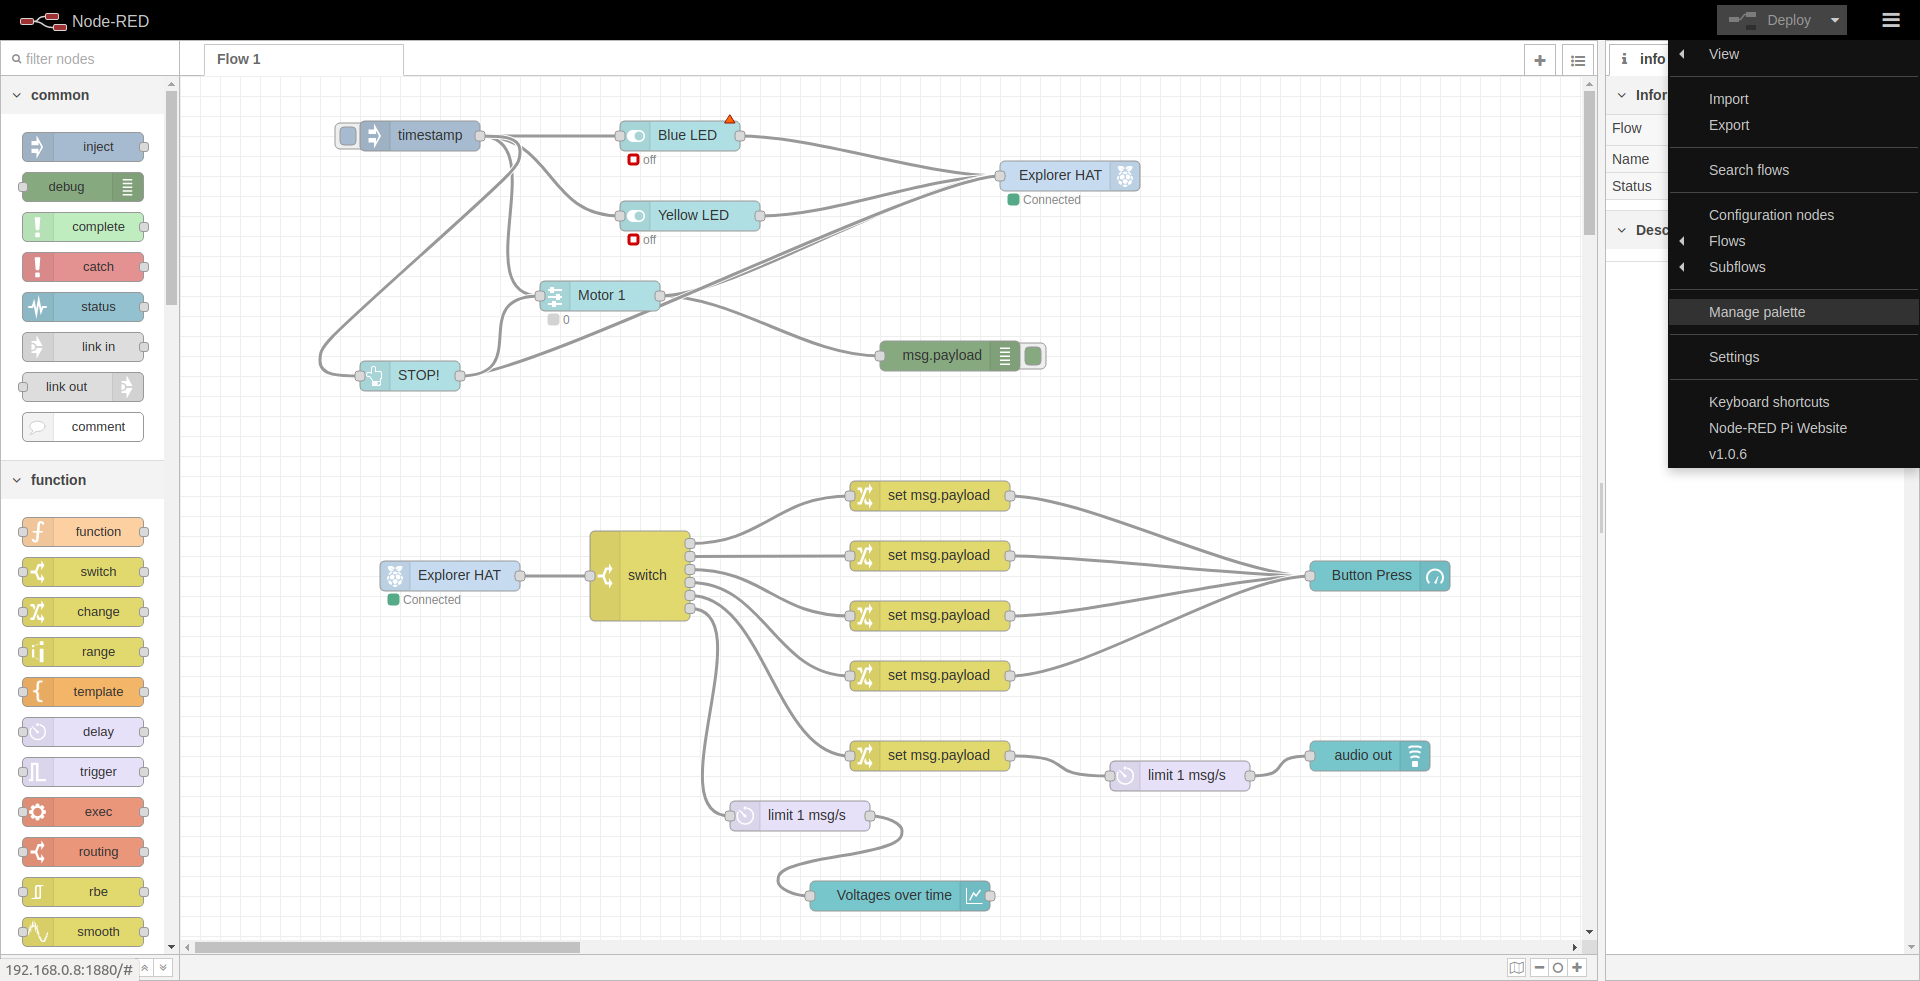 Node-RED
Deploy
filter nodes
Flow 1
info
common
inject
debug
complete
catch
status
link in
link out
comment
function
function
switch
change
range
template
delay
trigger
exec
routing
rbe
smooth
192.168.0.8:1880/#
timestamp
Blue LED
off
Yellow LED
off
Explorer HAT
Connected
Motor 1
0
STOP!
msg.payload
Explorer HAT
Connected
switch
set msg.payload
set msg.payload
set msg.payload
set msg.payload
set msg.payload
Button Press
limit 1 msg/s
audio out
limit 1 msg/s
Voltages over time
Infor
Flow
Name
Status
Desc
View
Import
Export
Search flows
Configuration nodes
Flows
Subflows
Manage palette
Settings
Keyboard shortcuts
Node-RED Pi Website
v1.0.6